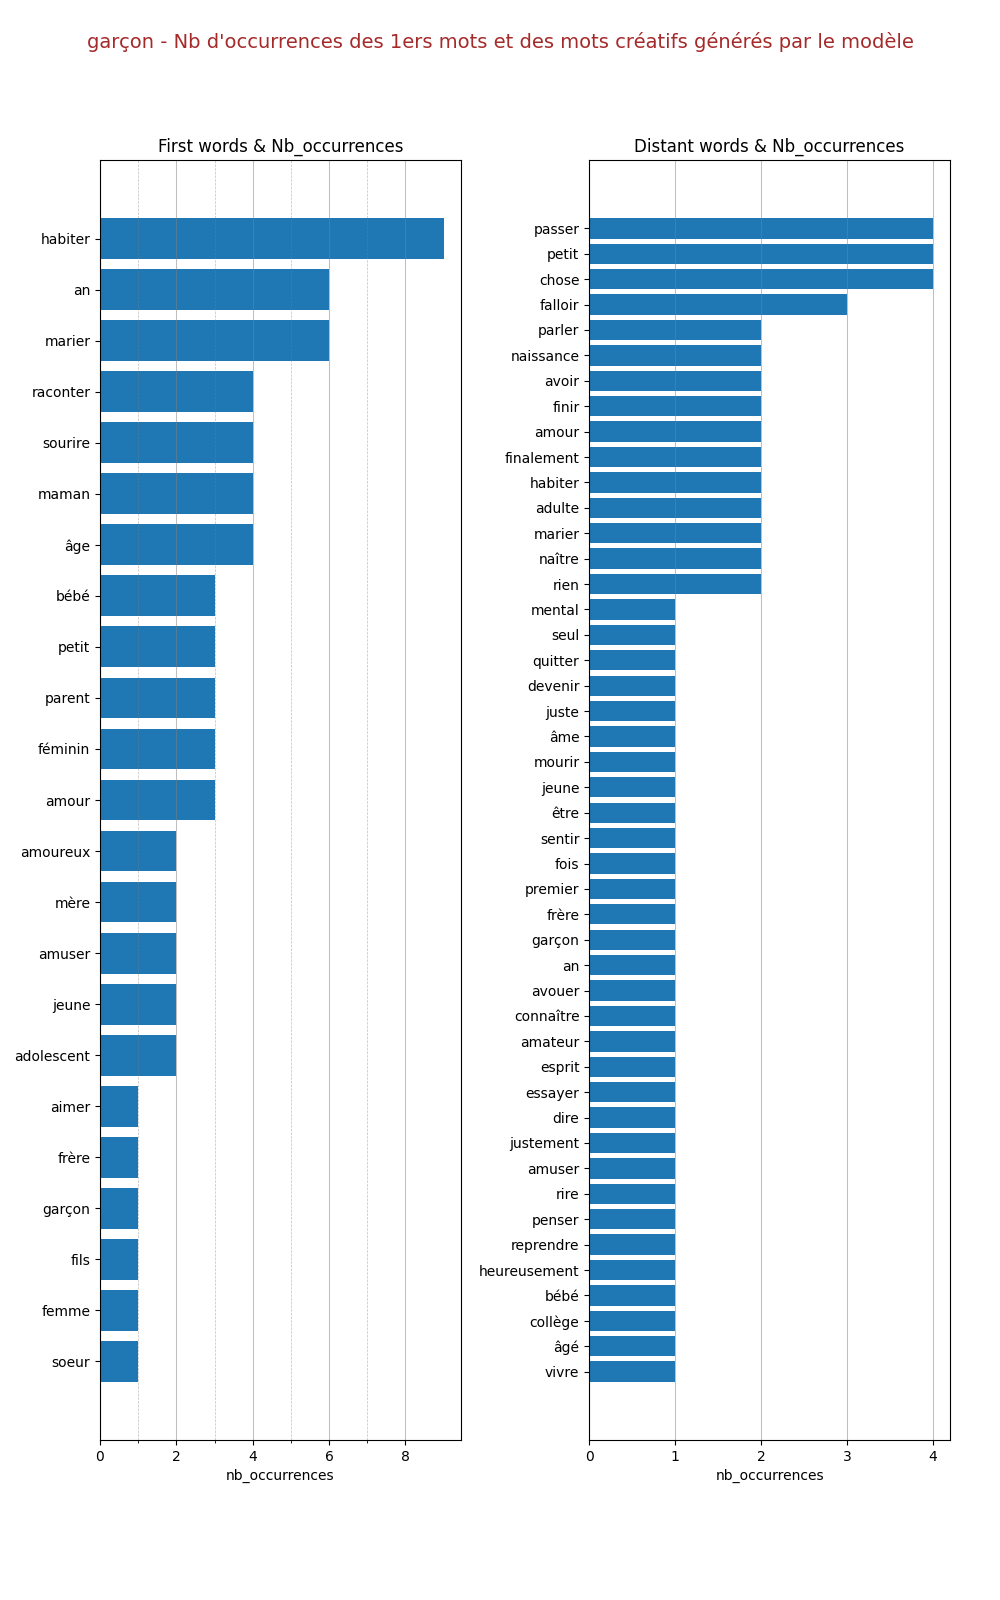 garçon - Nb d'occurrences des 1ers mots et des mots créatifs générés par le modèle
First words & Nb_occurrences
habiter
an
marier
raconter
sourire
maman
âge
bébé
petit
parent
féminin
amour
amoureux
mère
amuser
jeune
adolescent
aimer
frère
garçon
fils
femme
soeur
0 2 4 6 8
nb_occurrences
Distant words & Nb_occurrences
passer
petit
chose
falloir
parler
naissance
avoir
finir
amour
finalement
habiter
adulte
marier
naître
rien
mental
seul
quitter
devenir
juste
âme
mourir
jeune
être
sentir
fois
premier
frère
garçon
an
avouer
connaître
amateur
esprit
essayer
dire
justement
amuser
rire
penser
reprendre
heureusement
bébé
collège
âgé
vivre
0 1 2 3 4
nb_occurrences